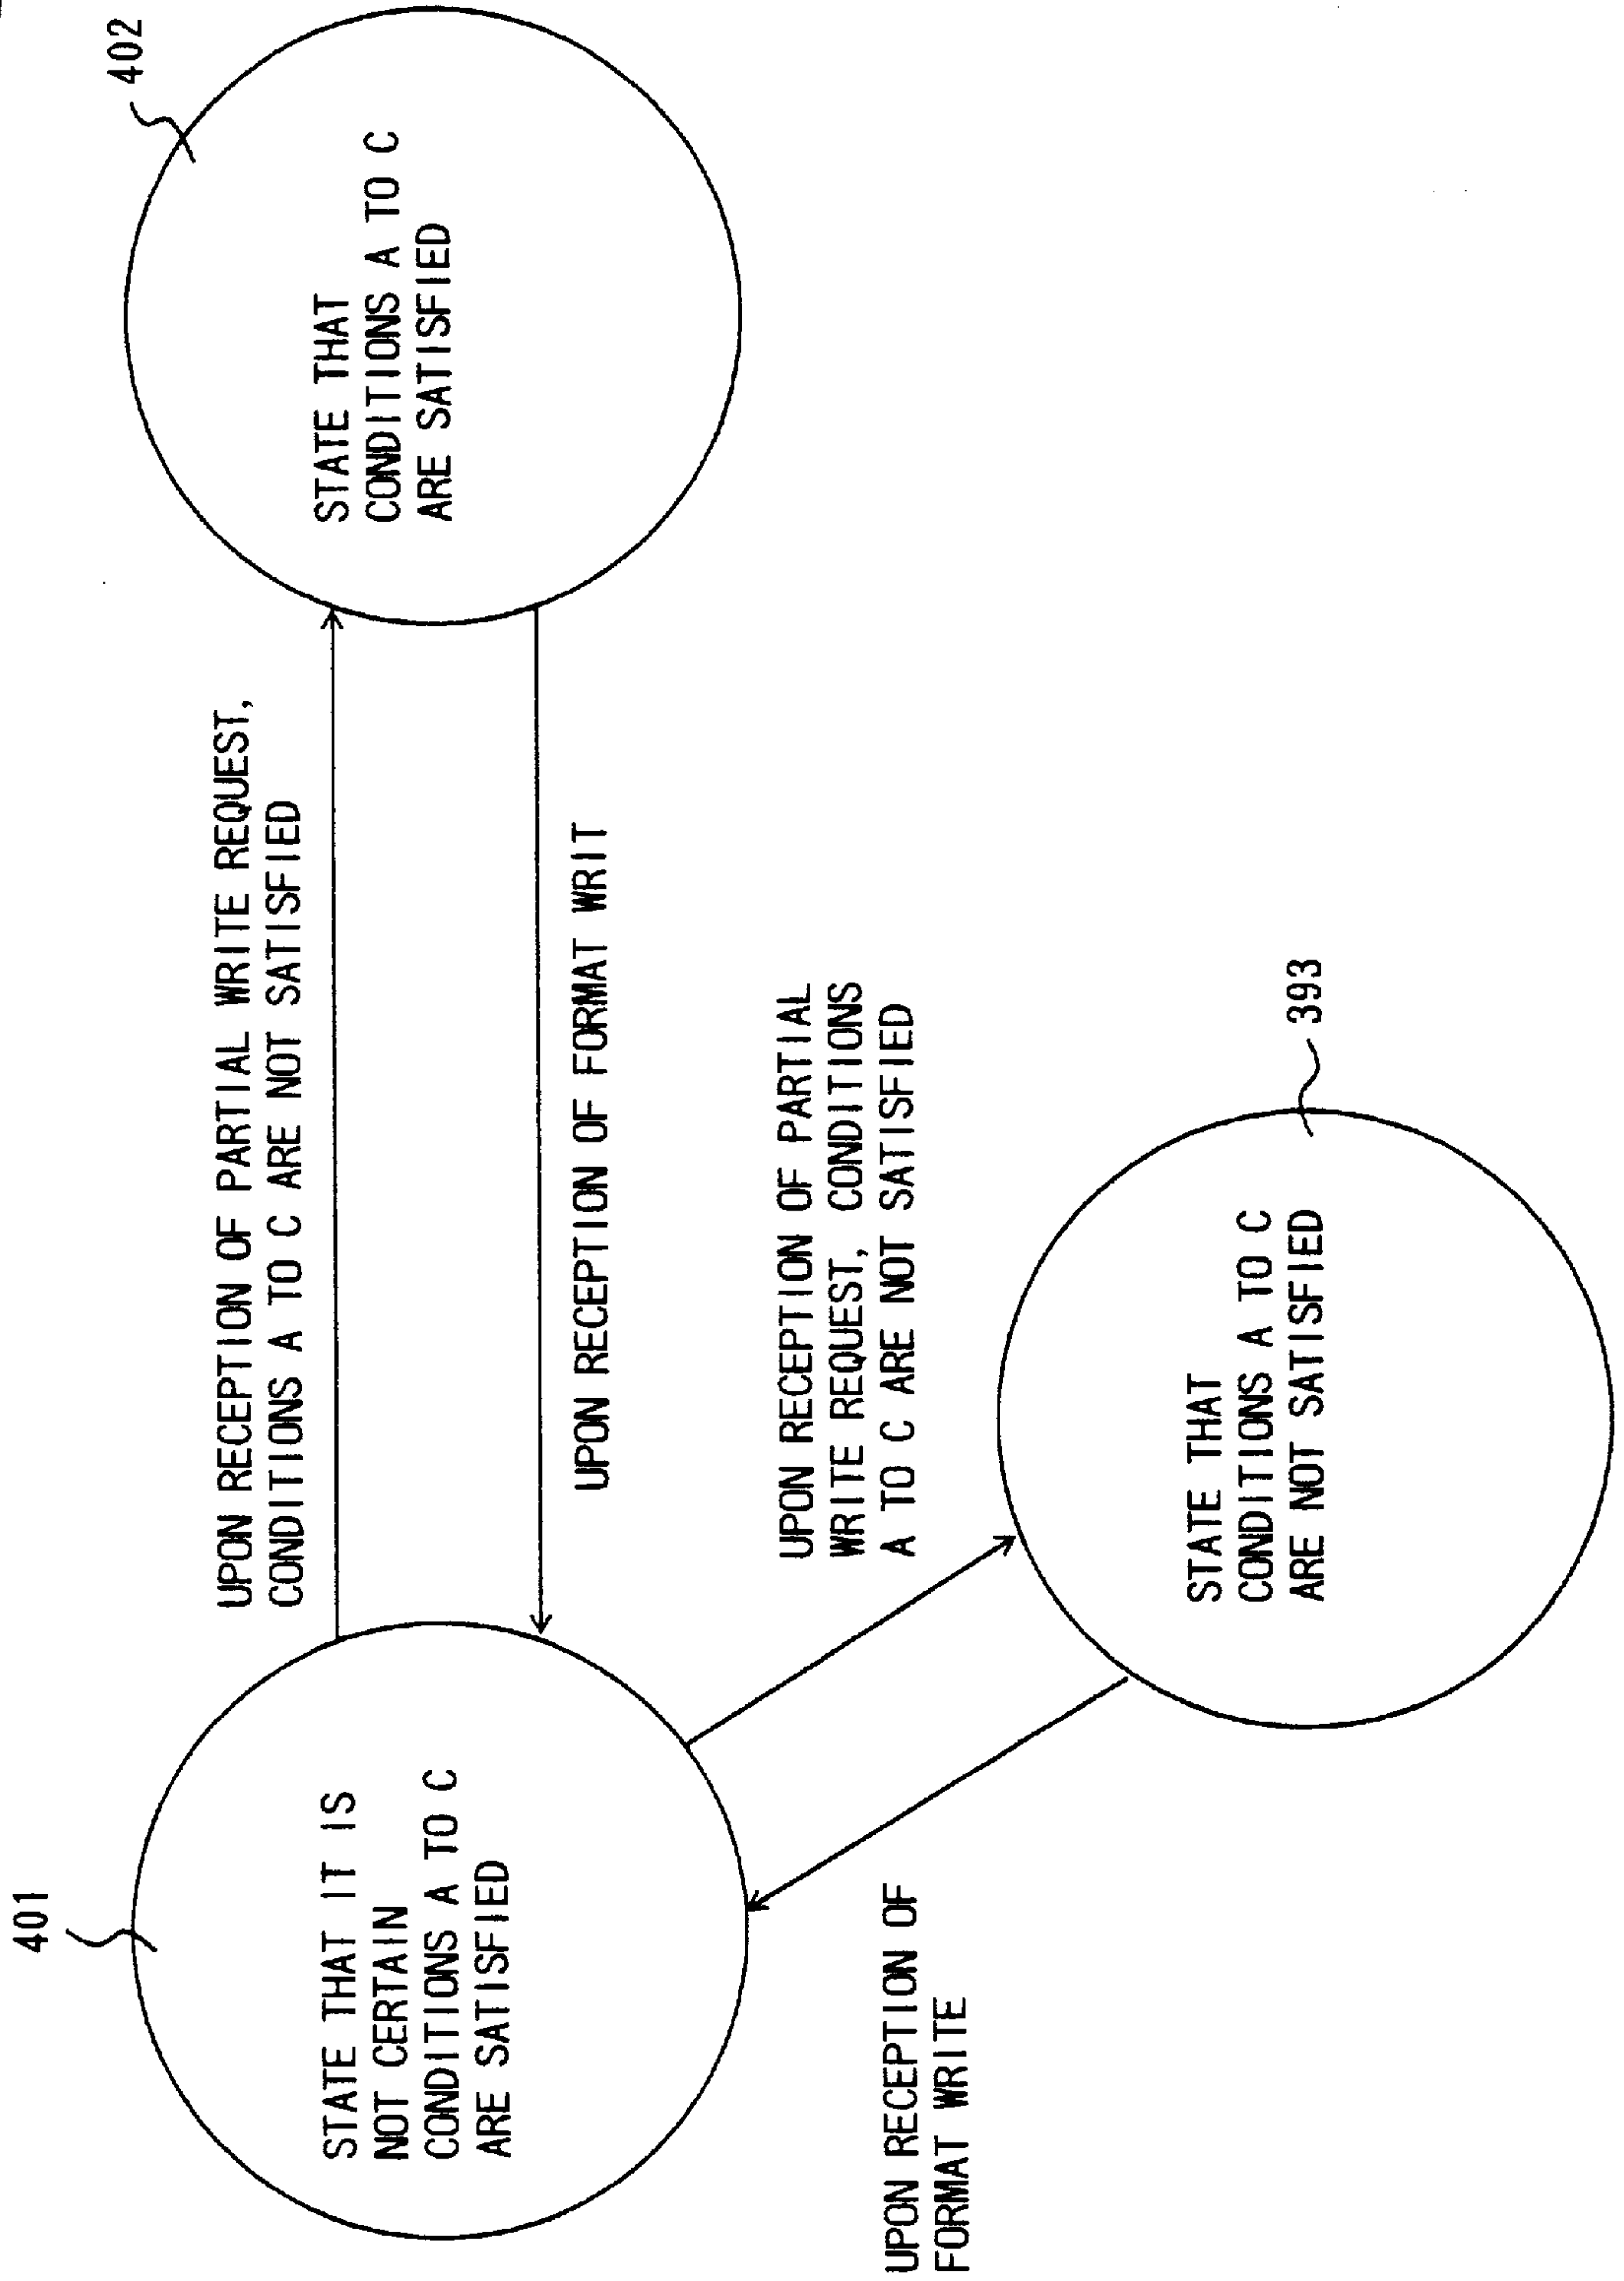 401
STATE THAT IT IS
NOT CERTAIN
CONDITIONS A TO C
ARE SATISFIED
UPON RECEPTION OF PARTIAL WRITE REQUEST,
CONDITIONS A TO C ARE NOT SATISFIED
402
STATE THAT
CONDITIONS A TO C
ARE SATISFIED
UPON RECEPTION OF FORMAT WRIT
UPON RECEPTION OF PARTIAL
WRITE REQUEST, CONDITIONS
A TO C ARE NOT SATISFIED
UPON RECEPTION OF
FORMAT WRITE
393
STATE THAT
CONDITIONS A TO C
ARE NOT SATISFIED